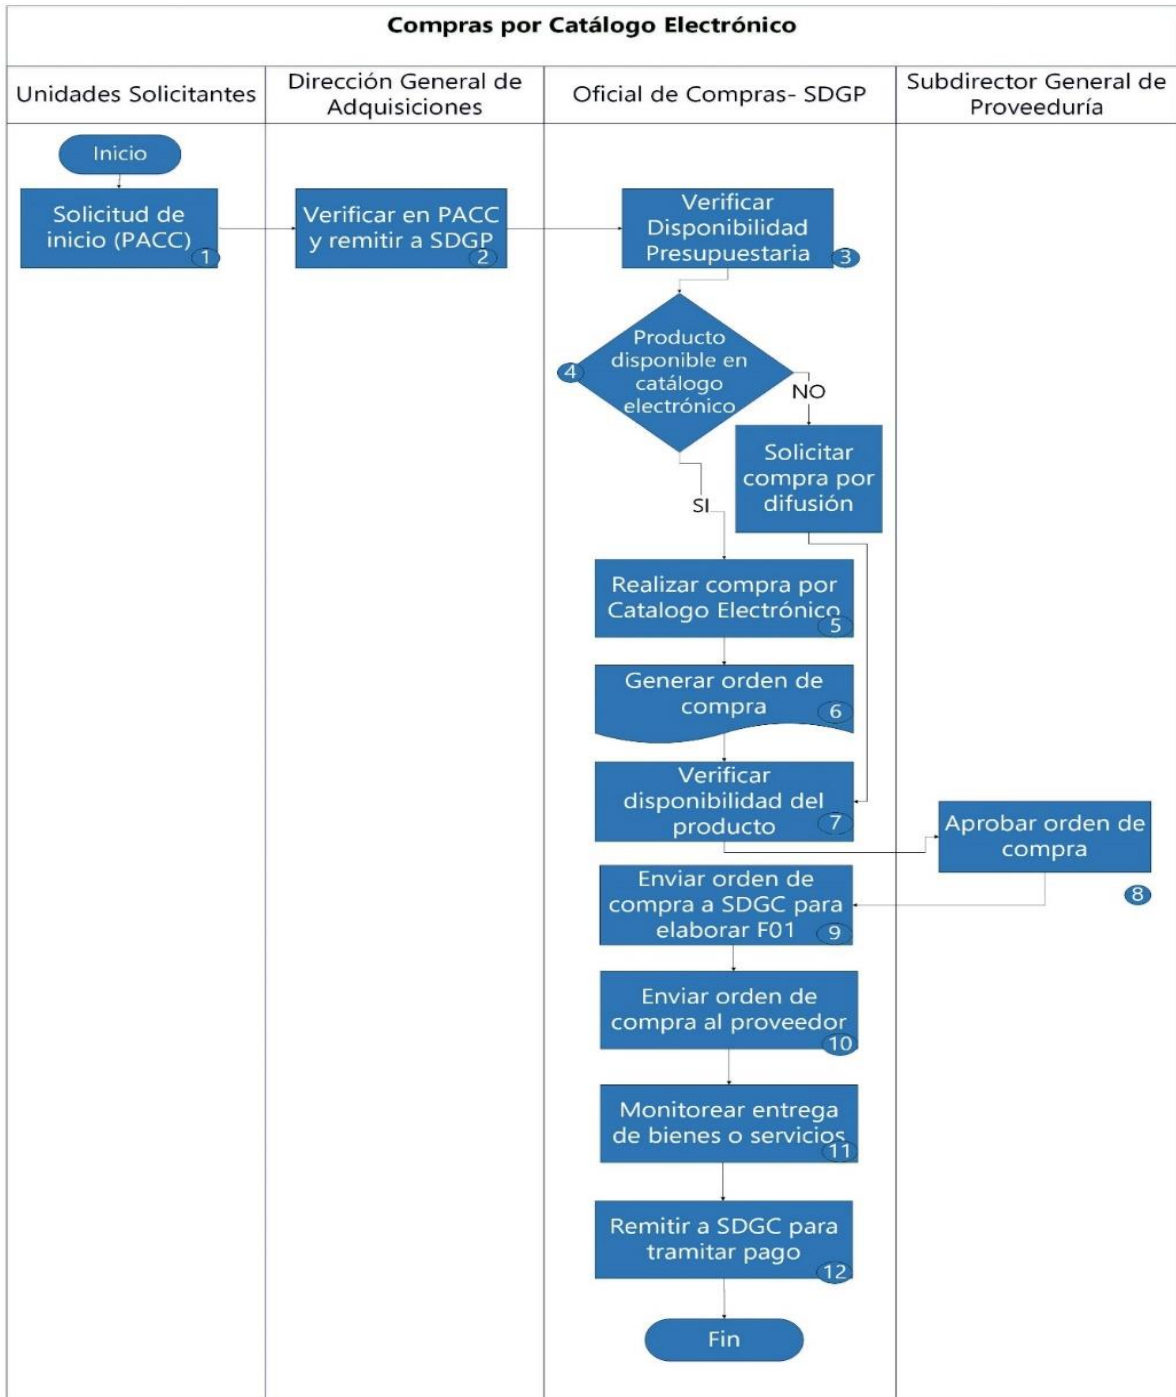 Compras por Catálogo Electrónico
Unidades Solicitantes
Dirección General de
Adquisiciones
Oficial de Compras- SDGP
Subdirector General de
Proveeduría
Inicio
Solicitud de
inicio (PACC)
1
Verificar en PACC
y remitir a SDGP
2
Verificar
Disponibilidad
Presupuestaria
3
Producto
disponible en
catálogo
electrónico
4
NO
Solicitar
compra por
difusión
SI
Realizar compra por
Catalogo Electrónico
5
Generar orden de
compra
6
Verificar
disponibilidad del
producto
7
Aprobar orden de
compra
8
Enviar orden de
compra a SDGC para
elaborar F01
9
Enviar orden de
compra al proveedor
10
Monitorear entrega
de bienes o servicios
11
Remitir a SDGC para
tramitar pago
12
Fin